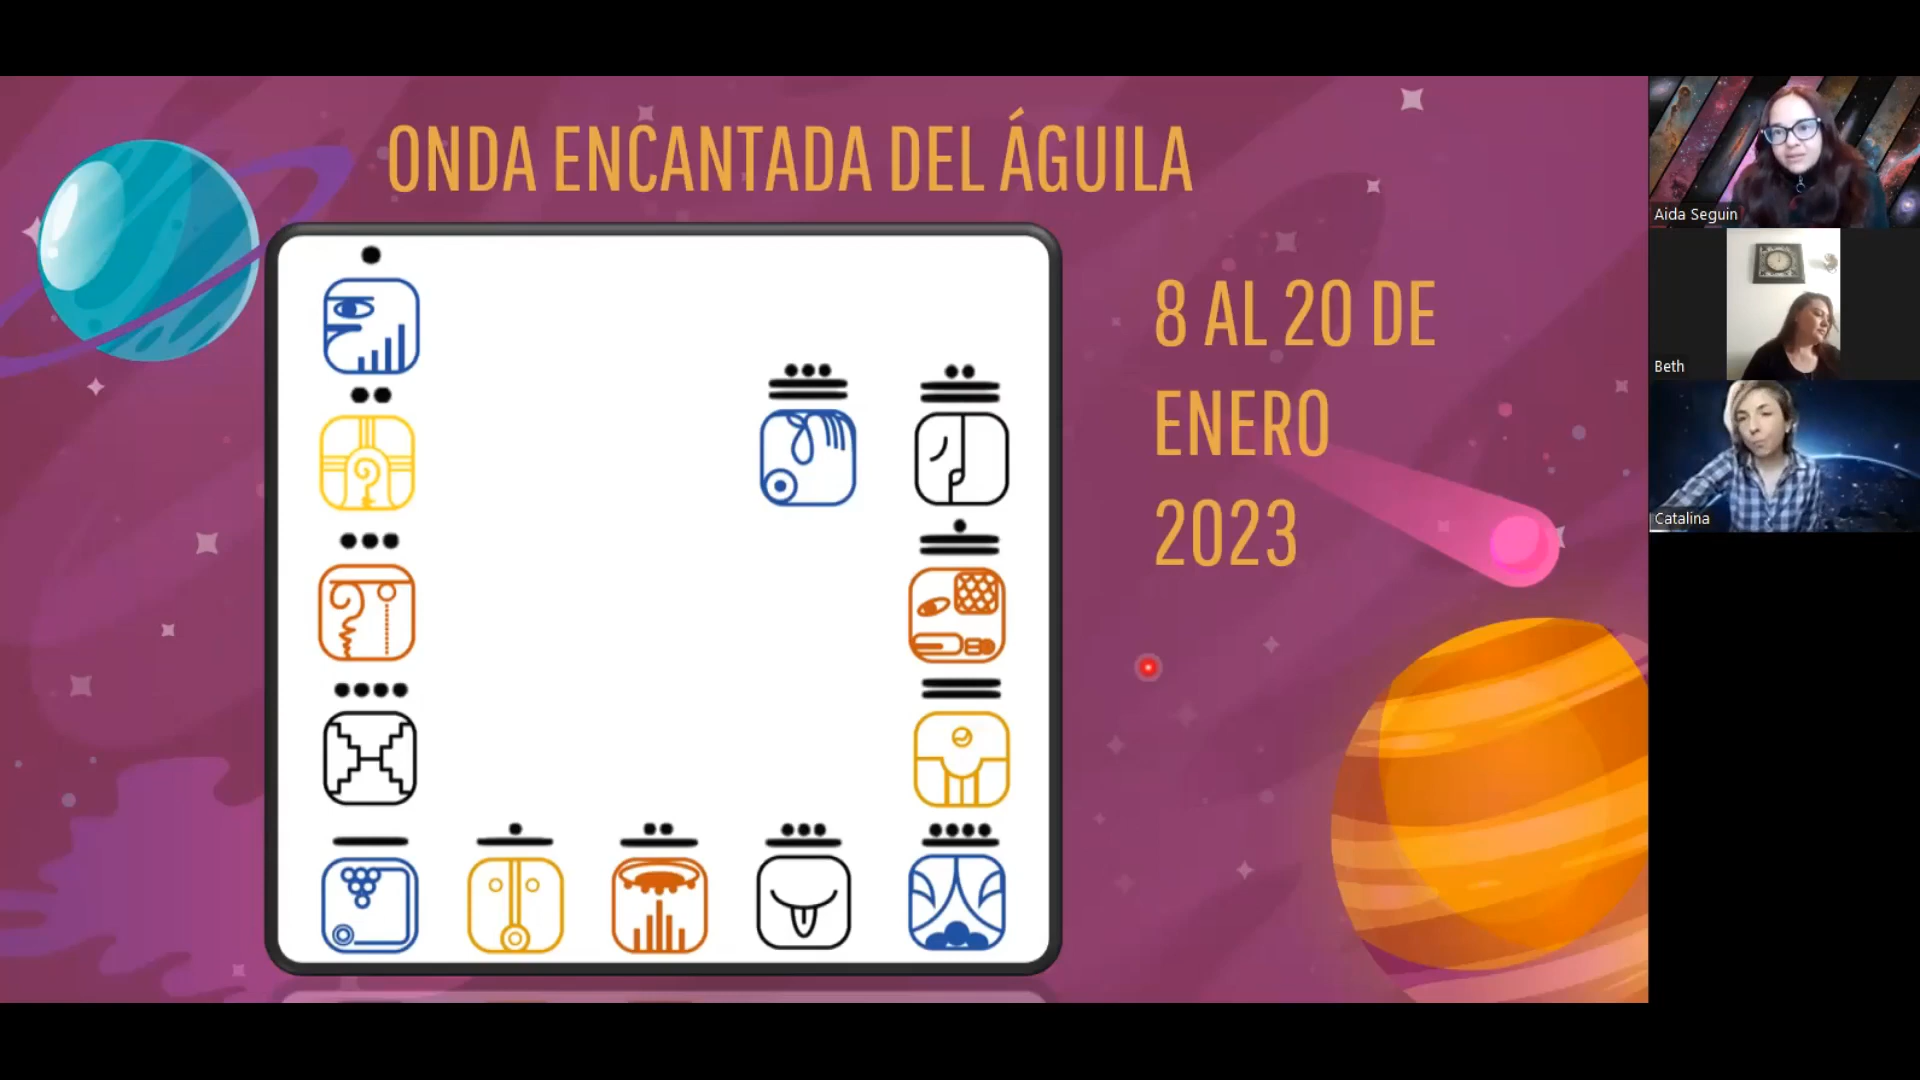 ONDA ENCANTADA DEL ÁGUILA
8 AL 20 DE
ENERO
2023
Aida Seguin
Beth
Catalina